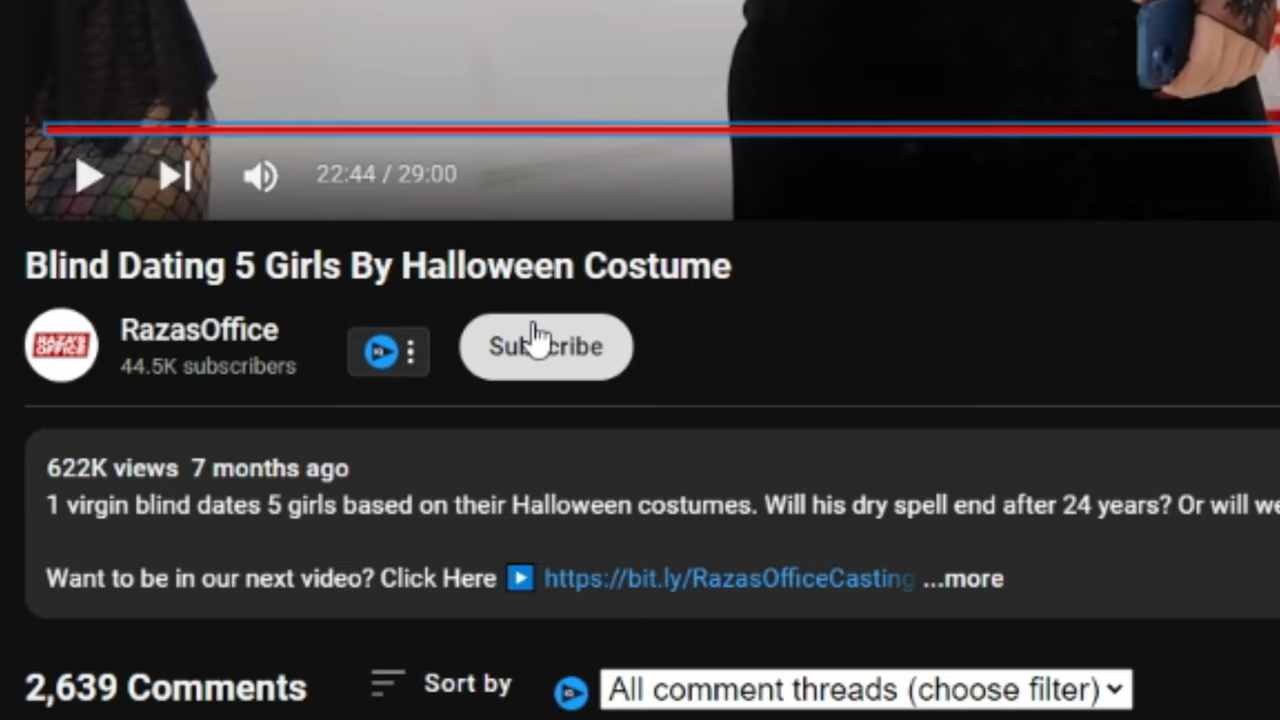 22:44 / 29:00
Blind Dating 5 Girls By Halloween Costume
RAZA'S
OFFICE
RazasOffice
44.5K subscribers
Subscribe
622K views 7 months ago
1 virgin blind dates 5 girls based on their Halloween costumes. Will his dry spell end after 24 years? Or will we
Want to be in our next video? Click Here https://bit.ly/RazasOfficeCasting ...more
2,639 Comments
Sort by
All comment threads (choose filter)